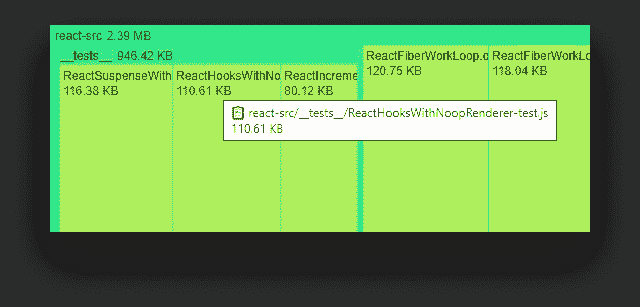 react-src 2.39 MB
__tests__ 946.42 KB
ReactSuspenseWith
116.38 KB
ReactHooksWithNo
110.61 KB
ReactIncreme
80.12 KB
ReactFiberWorkLoop.o
120.75 KB
ReactFiberWorkL
118.04 KB
react-src/__tests__/ReactHooksWithNoopRenderer-test.js
110.61 KB